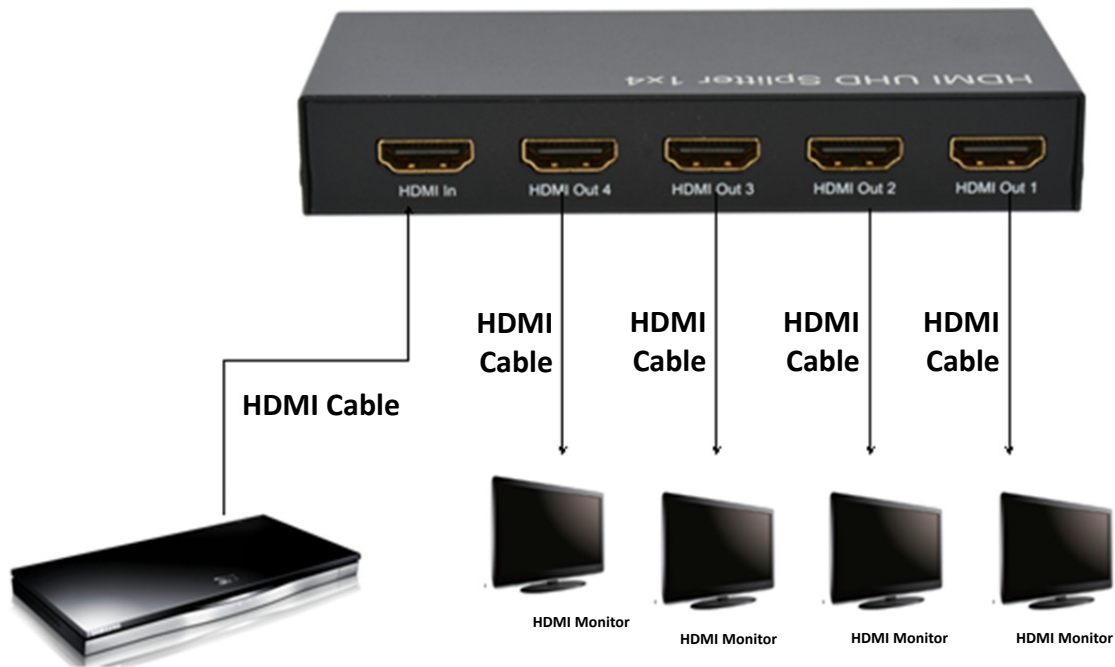 HDMI UHD Splitter 1x4
HDMI In
HDMI Out 4
HDMI Out 3
HDMI Out 2
HDMI Out 1
HDMI
Cable
HDMI
Cable
HDMI
Cable
HDMI
Cable
HDMI Cable
HDMI Monitor
HDMI Monitor
HDMI Monitor
HDMI Monitor